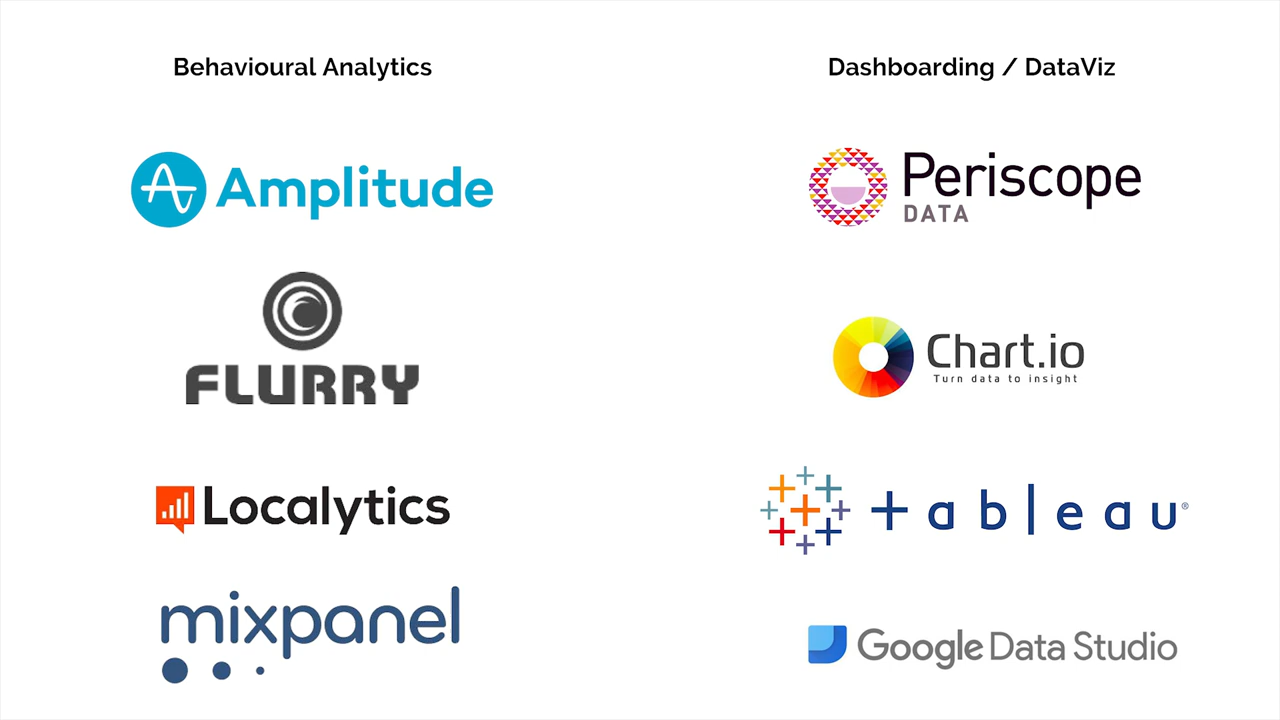 Behavioural Analytics
Amplitude
FLURRY
Localytics
mixpanel
Dashboarding / DataViz
Periscope
DATA
Chart.io
Turn data to insight
+ableau®
Google Data Studio